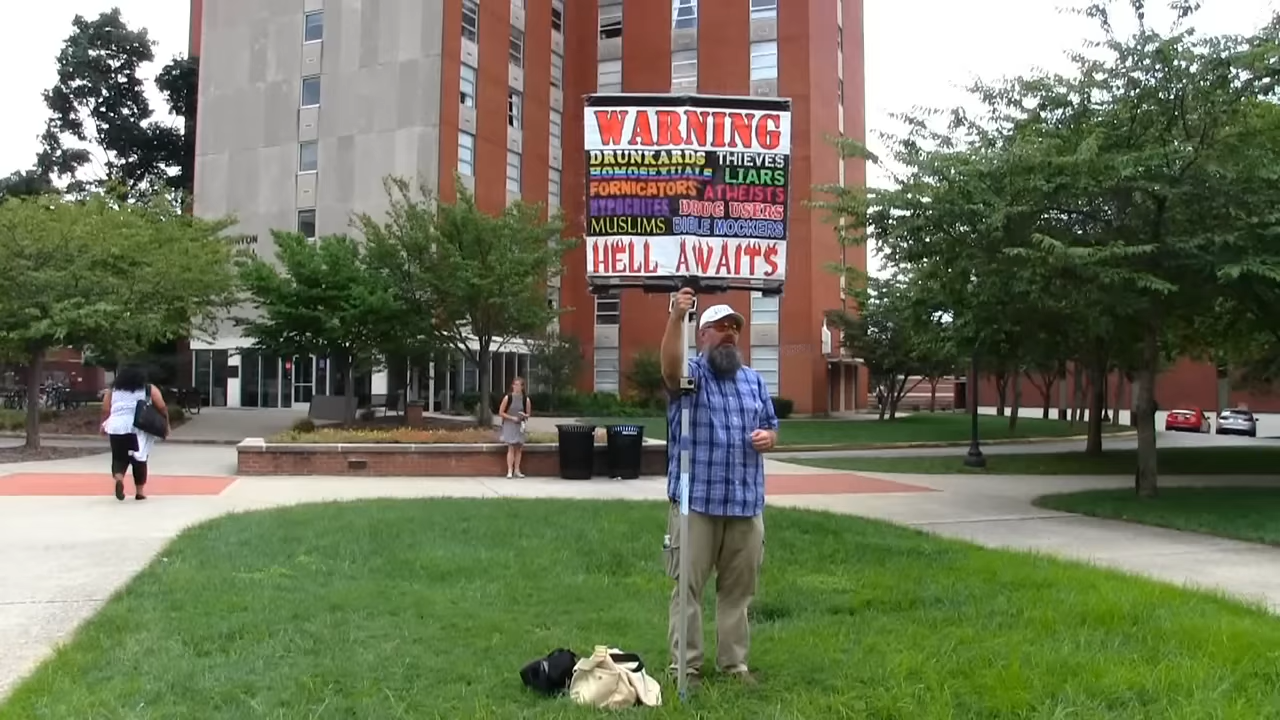 WARNING
DRUNKARDS THIEVES
HOMOSEXUALS LIARS
FORNICATORS ATHEISTS
HYPOCRITES DRUG USERS
MUSLIMS BIBLE MOCKERS
HELL AWAITS